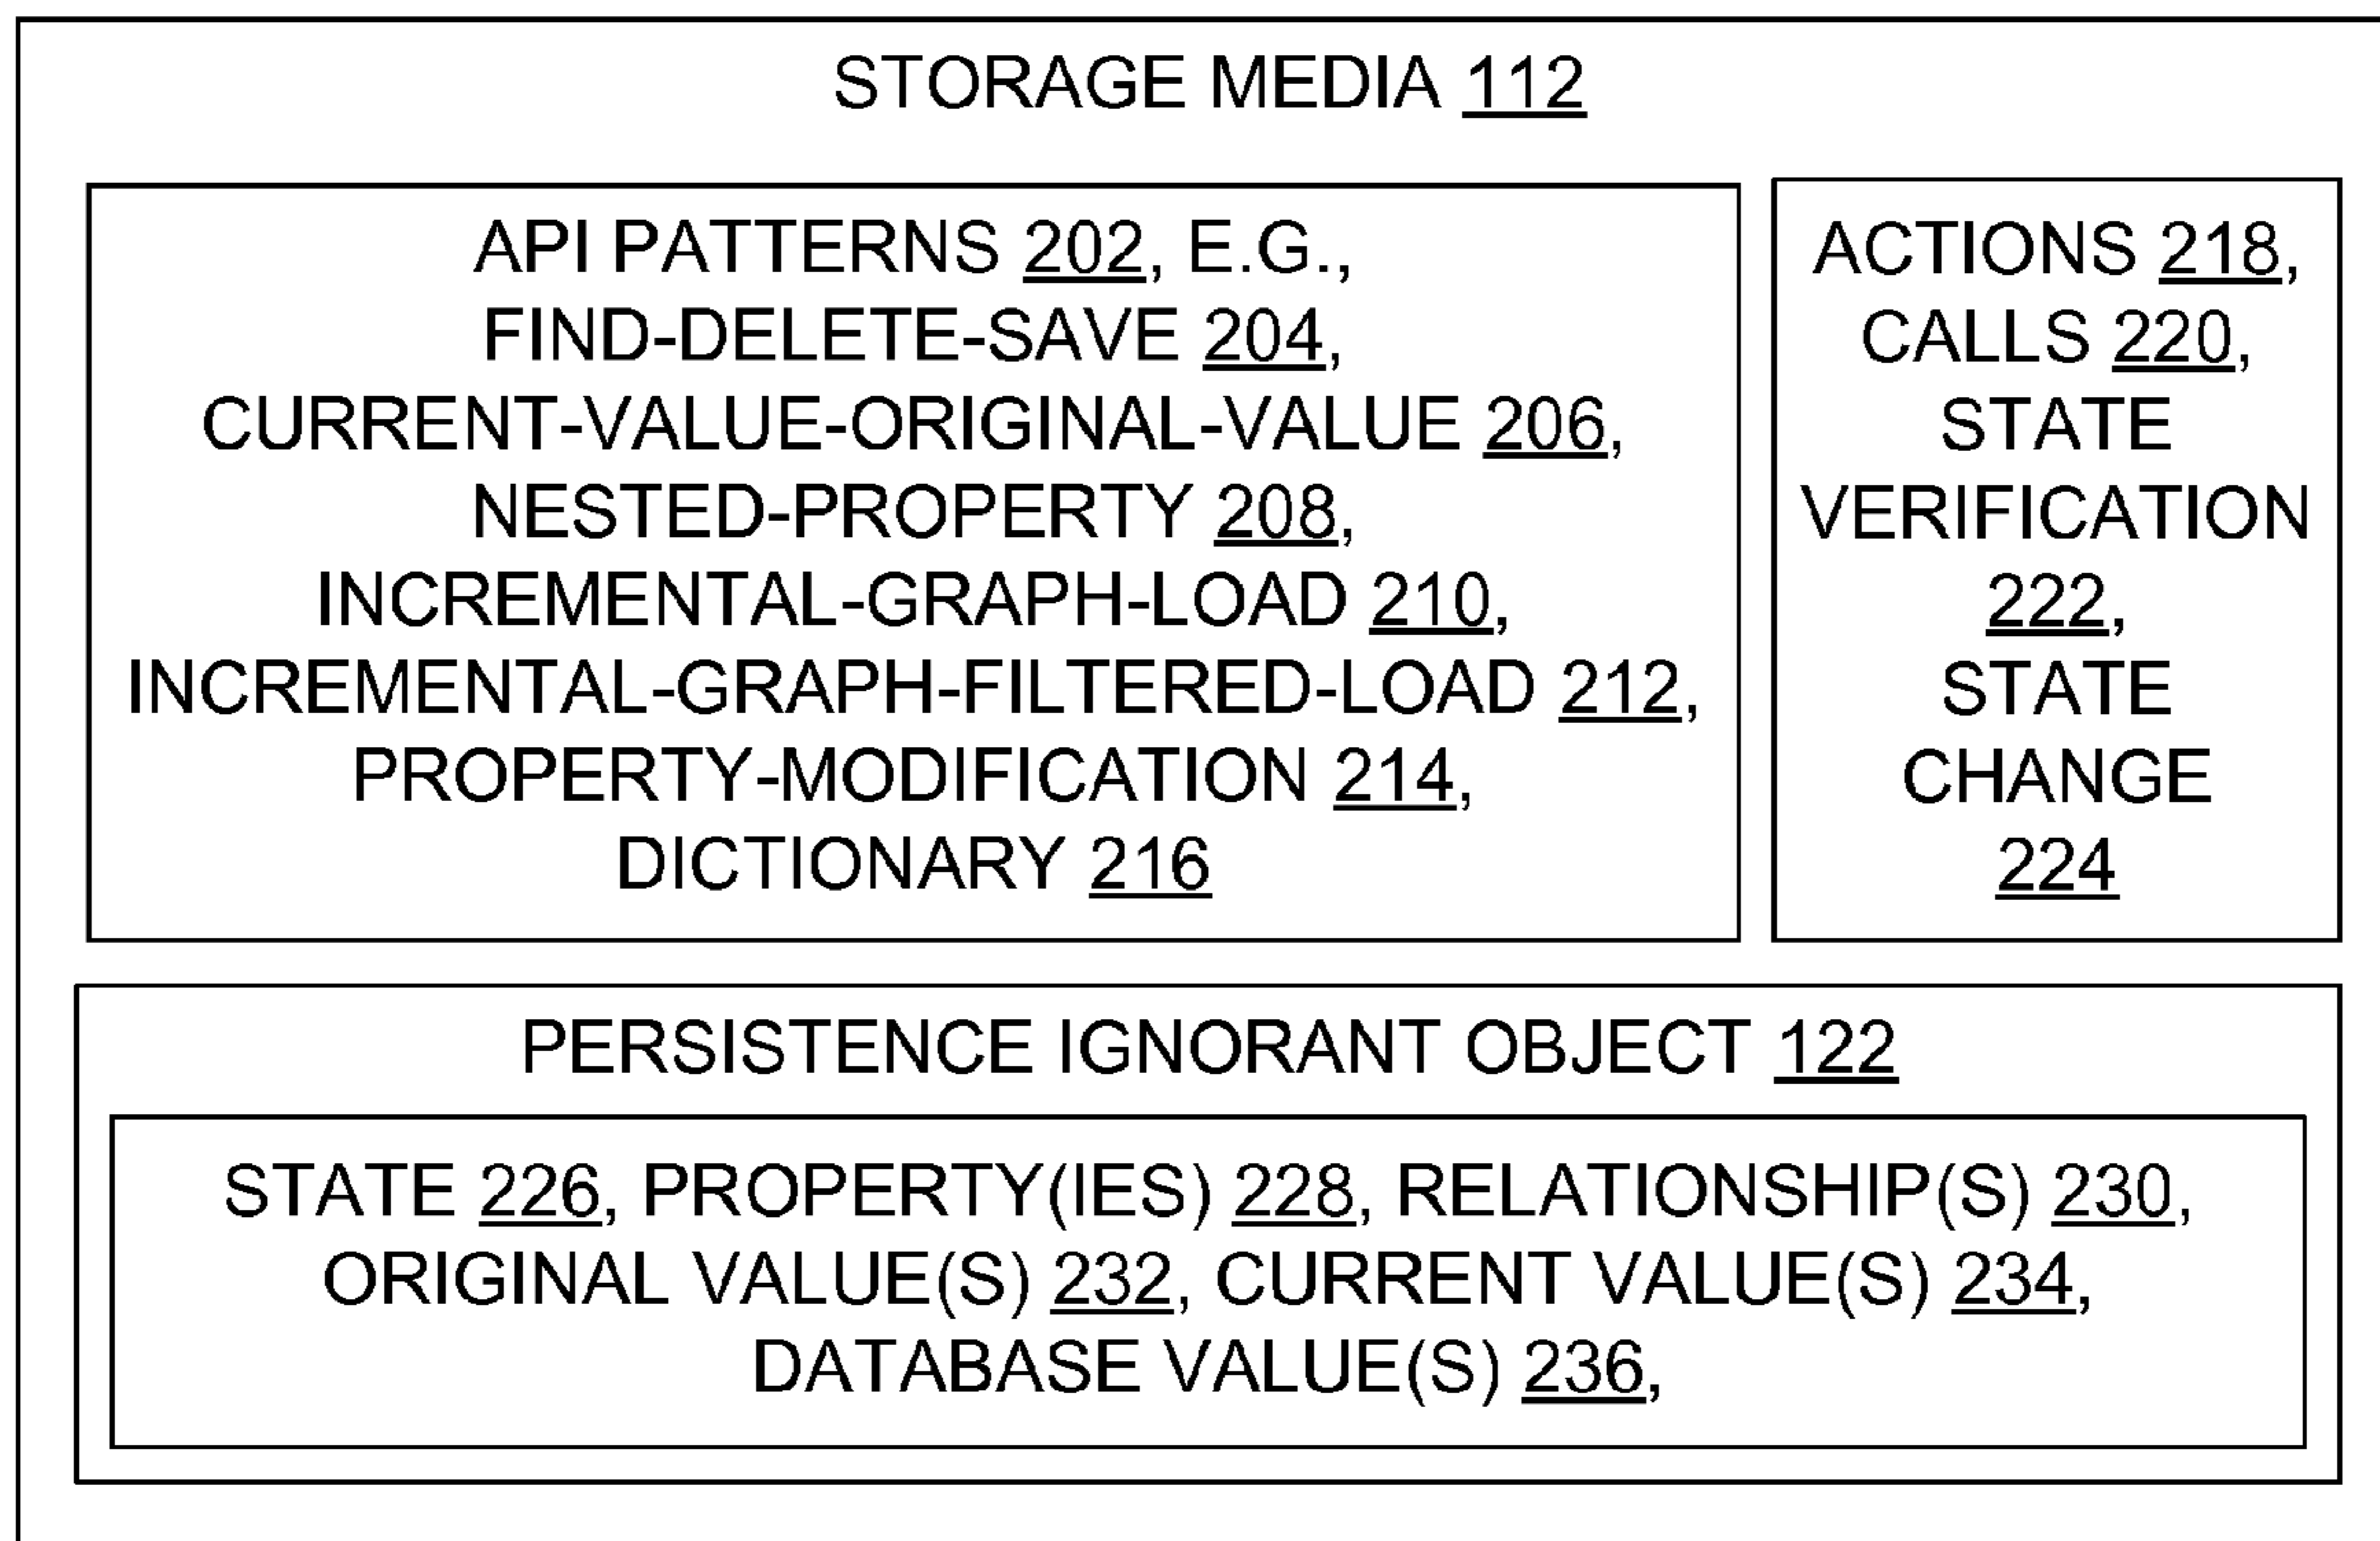 STORAGE MEDIA 112
API PATTERNS 202, E.G.,
FIND-DELETE-SAVE 204,
CURRENT-VALUE-ORIGINAL-VALUE 206,
NESTED-PROPERTY 208,
INCREMENTAL-GRAPH-LOAD 210,
INCREMENTAL-GRAPH-FILTERED-LOAD 212,
PROPERTY-MODIFICATION 214,
DICTIONARY 216
ACTIONS 218,
CALLS 220,
STATE
VERIFICATION
222,
STATE
CHANGE
224
PERSISTENCE IGNORANT OBJECT 122
STATE 226, PROPERTY(IES) 228, RELATIONSHIP(S) 230,
ORIGINAL VALUE(S) 232, CURRENT VALUE(S) 234,
DATABASE VALUE(S) 236,